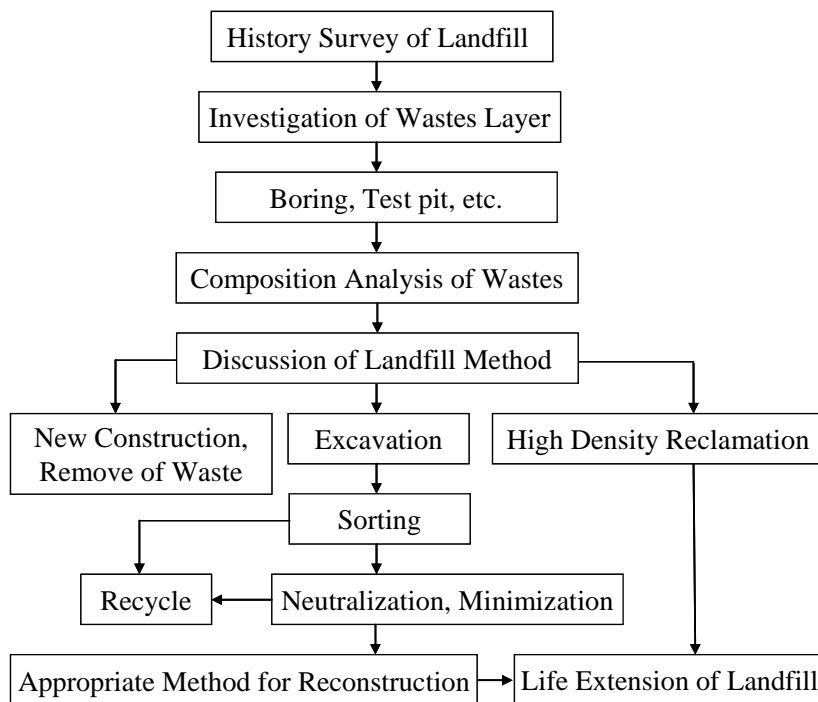 History Survey of Landfill
Investigation of Wastes Layer
Boring, Test pit, etc.
Composition Analysis of Wastes
Discussion of Landfill Method
New Construction,
Remove of Waste
Excavation
High Density Reclamation
Sorting
Recycle
Neutralization, Minimization
Appropriate Method for Reconstruction
Life Extension of Landfill